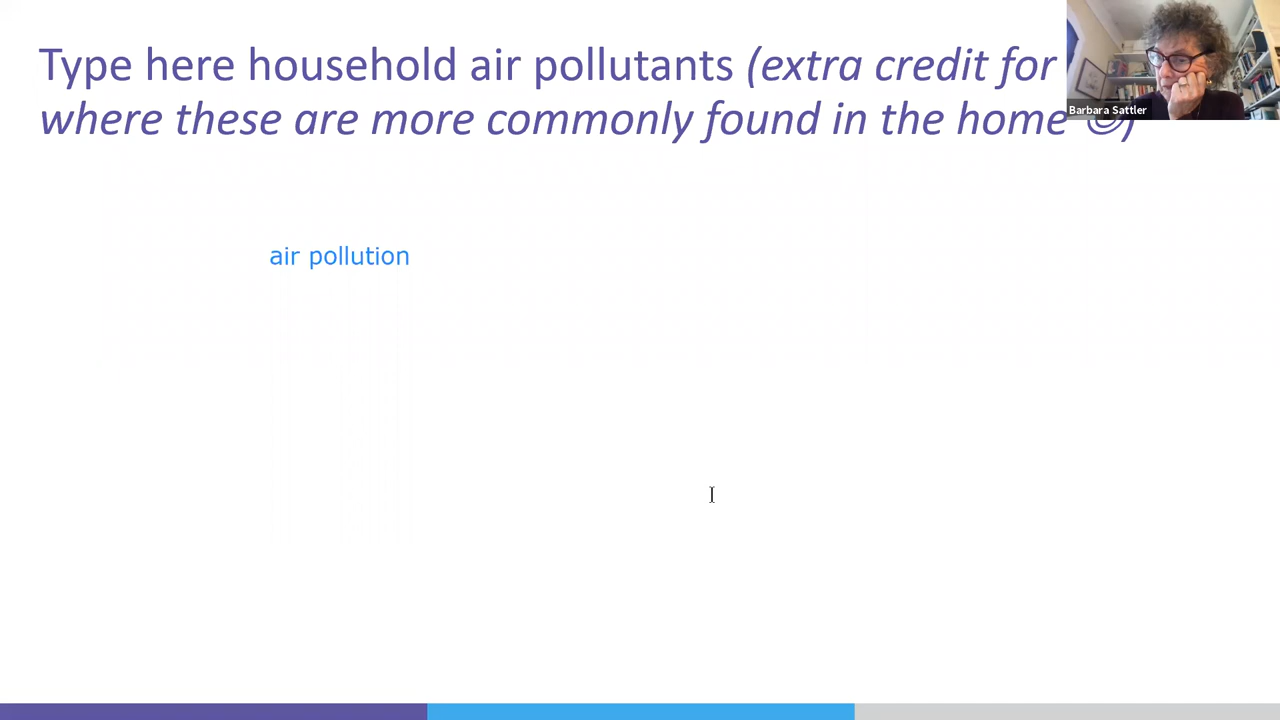 Type here household air pollutants (extra credit for
where these are more commonly found in the home ☺)
Barbara Sattler
air pollution